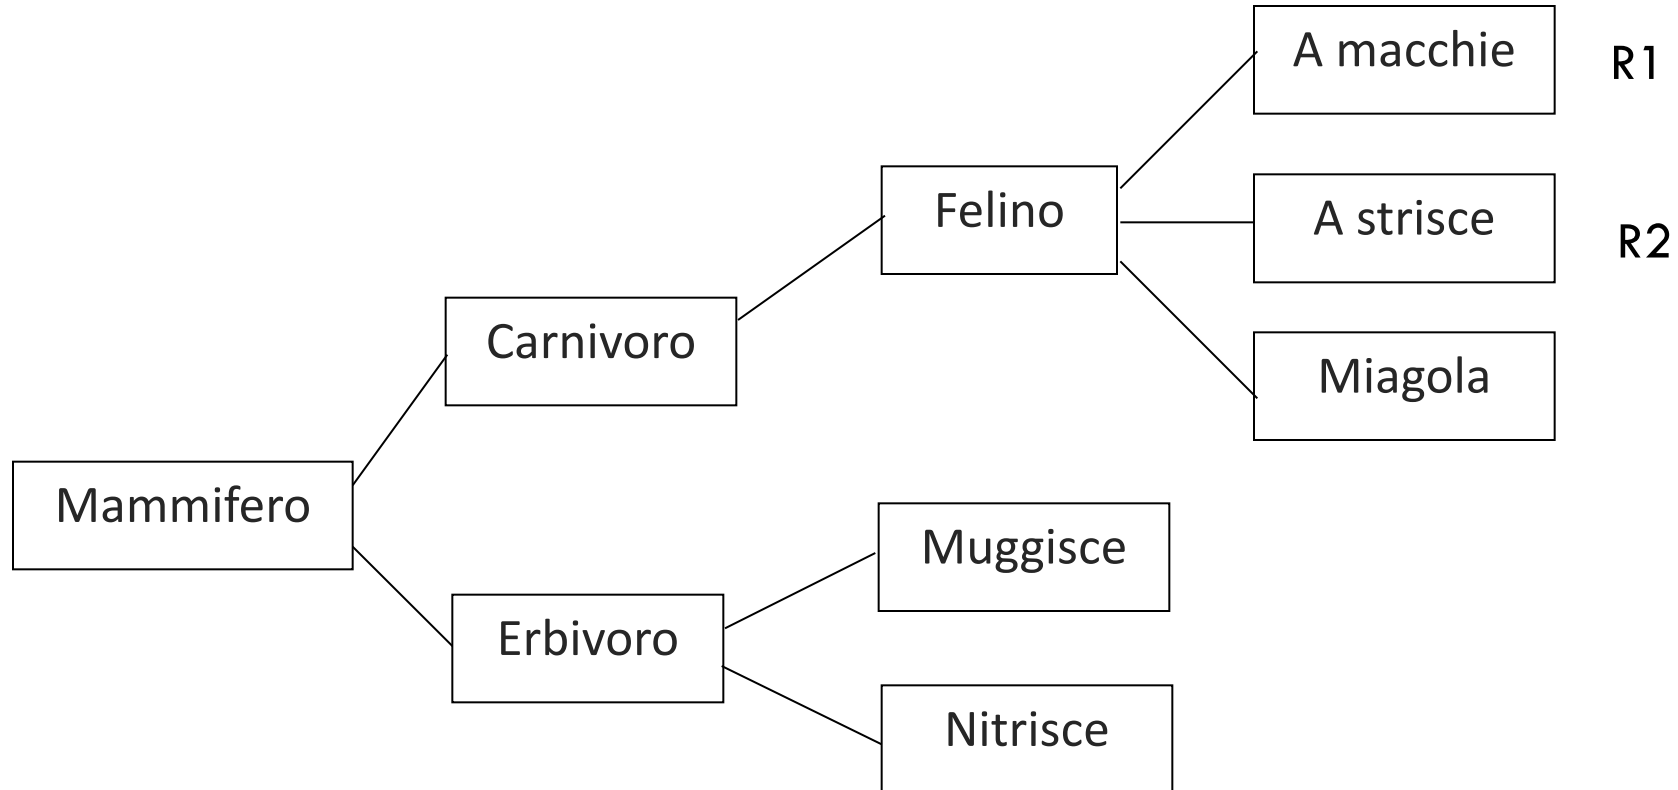 A macchie
R1
Felino
A strisce
R2
Carnivoro
Miagola
Mammifero
Muggisce
Erbivoro
Nitrisce